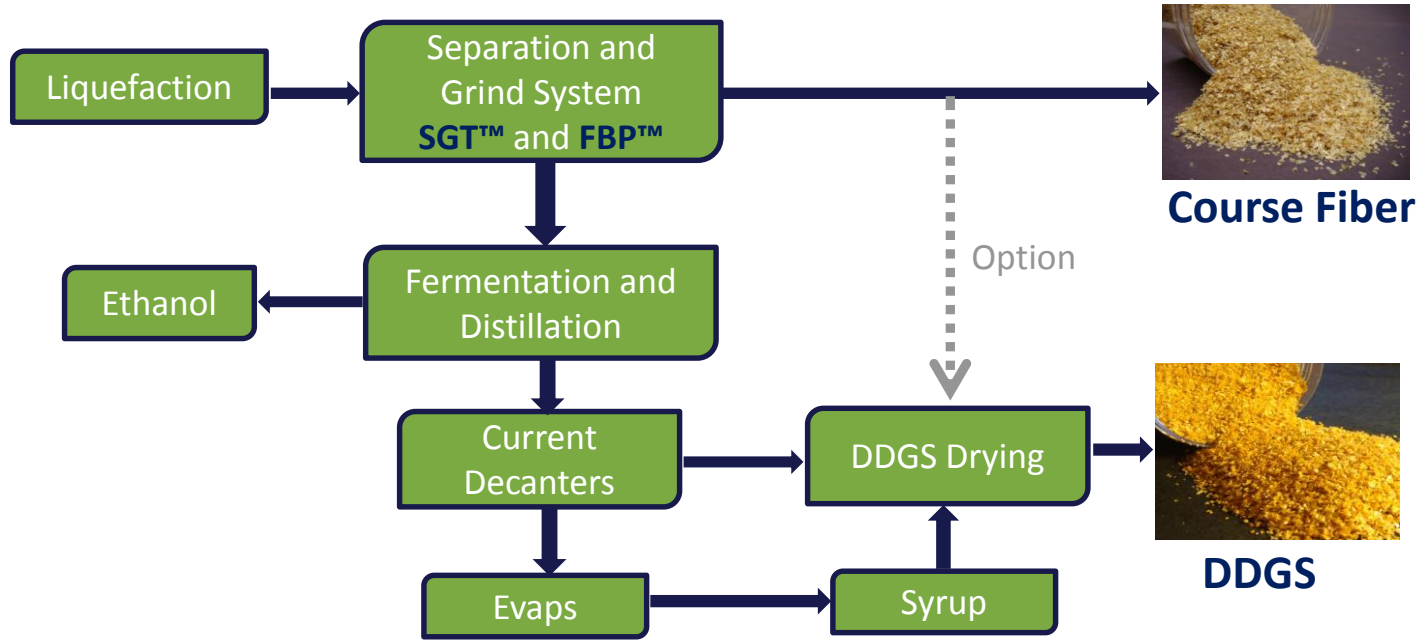 Separation and
Liquefaction
Grind System
SGT™ and FBP™
Course Fiber
Option
Fermentation and
Ethanol
Distillation
Current
Decanters
DDGS Drying
DDGS
Evaps
Syrup